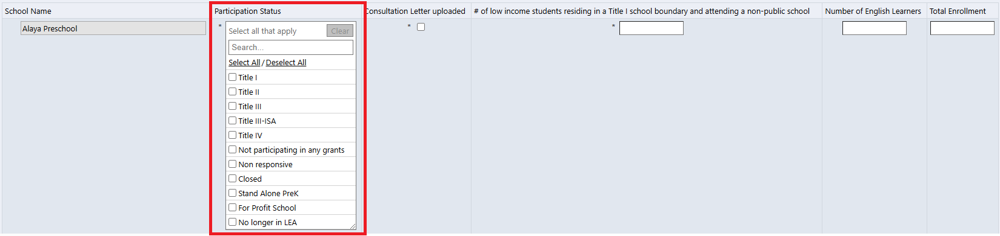 School Name
Participation Status
Consultation Letter uploaded
# of low income students residing in a Title I school boundary and attending a non-public school
Number of English Learners
Total Enrollment
Alaya Preschool
*
Select all that apply
Clear
Search...
Select All / Deselect All
Title I
Title II
Title III
Title III-ISA
Title IV
Not participating in any grants
Non responsive
Closed
Stand Alone PreK
For Profit School
No longer in LEA
*
*